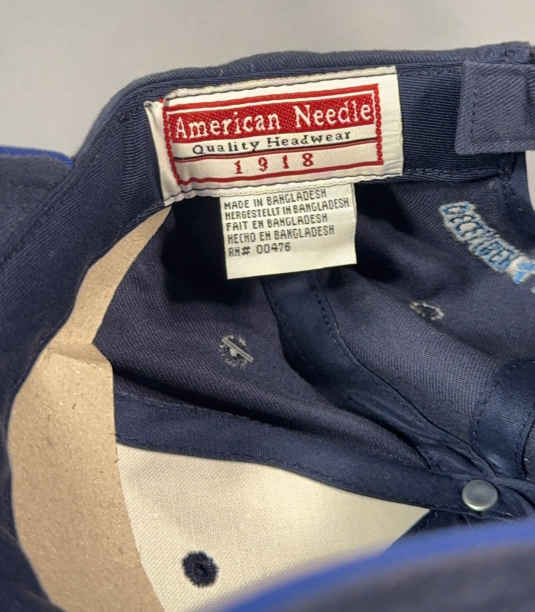 American Needle
Quality Headwear
1918
MADE IN BANGLADESH
HERGESTELLT IN BANGLADESH
FAIT EN BANGLADESH
HECHO EN BANGLADESH
RN# 00476